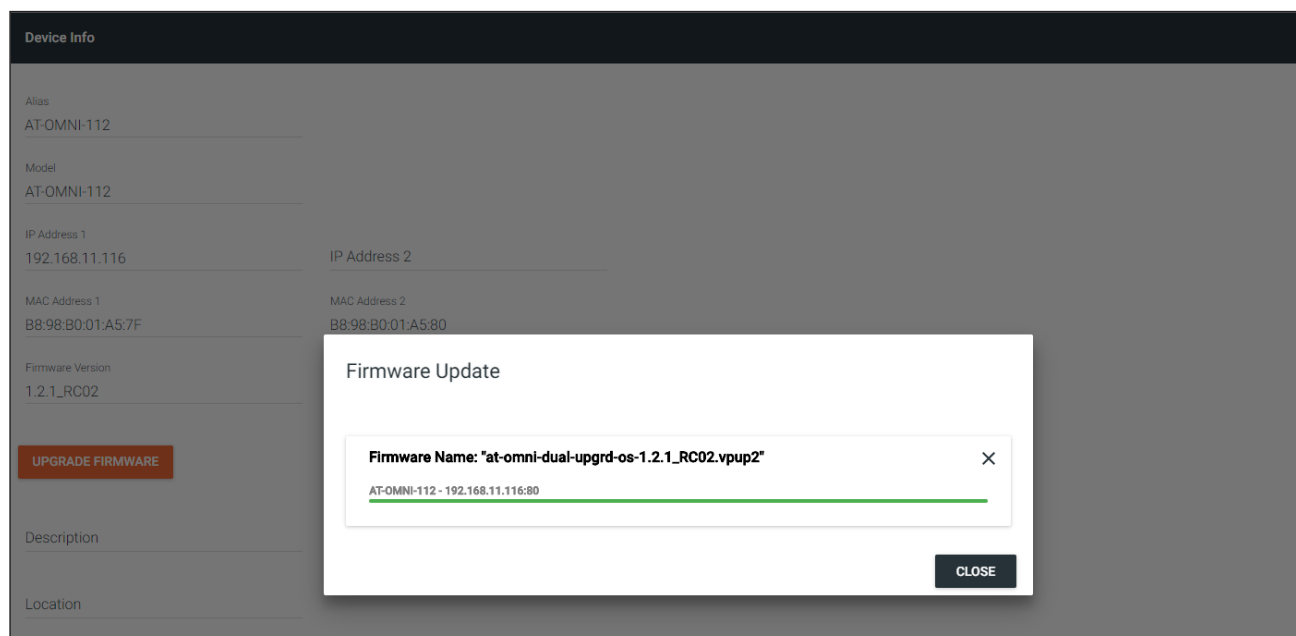 Device Info
Alias
AT-OMNI-112
Model
AT-OMNI-112
IP Address 1
192.168.11.116
IP Address 2
MAC Address 1
B8:98:B0:01:A5:7F
MAC Address 2
B8:98:B0:01:A5:80
Firmware Version
1.2.1_RC02
UPGRADE FIRMWARE
Description
Location
Firmware Update
Firmware Name: "at-omni-dual-upgrd-os-1.2.1_RC02.vpup2"
AT-OMNI-112 - 192.168.11.116:80
CLOSE